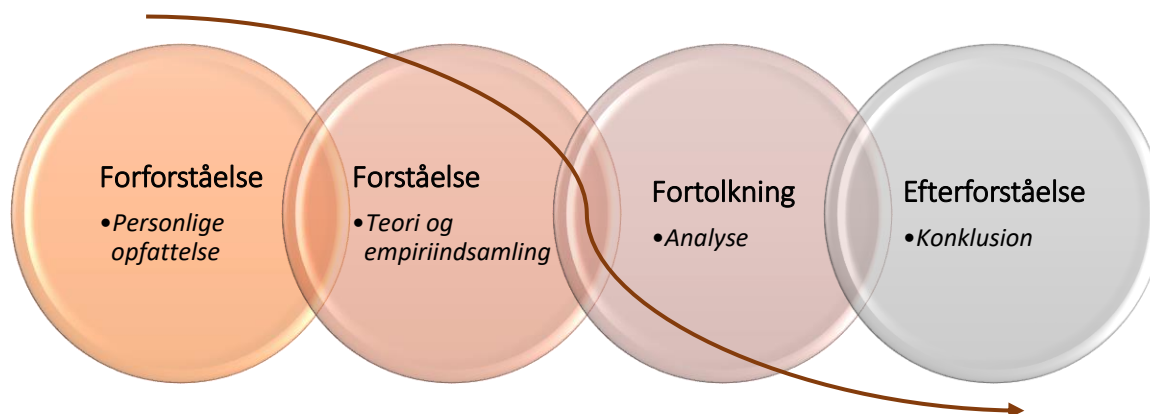 Forforståelse
•Personlige
opfattelse
Forståelse
•Teori og
empiriindsamling
Fortolkning
•Analyse
Efterforståelse
•Konklusion